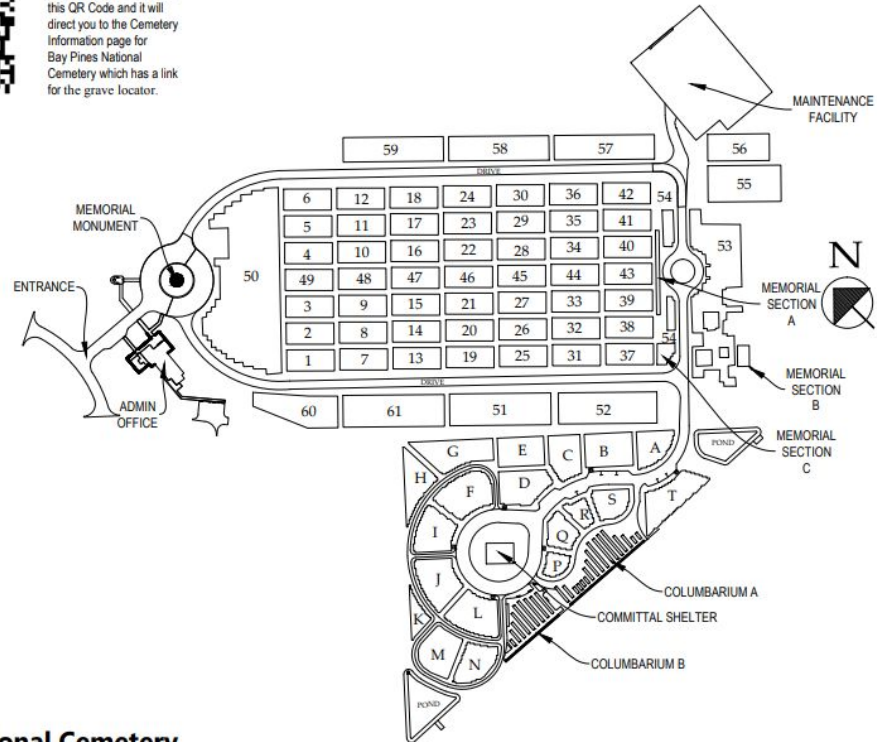 this QR Code and it will
direct you to the Cemetery
Information page for
Bay Pines National
Cemetery which has a link
for the grave locator.
MAINTENANCE
FACILITY
59 58 57 56
DRIVE
55
6 12 18 24 30 36 42 54
5 11 17 23 29 35 41
MEMORIAL
MONUMENT
4 10 16 22 28 34 40 53
N
50 49 48 47 46 45 44 43
ENTRANCE
3 9 15 21 27 33 39
MEMORIAL
SECTION
A
2 8 14 20 26 32 38 54
1 7 13 19 25 31 37
MEMORIAL
SECTION
B
DRIVE
ADMIN
OFFICE
60 61 51 52
MEMORIAL
SECTION
C
POND
G E C B A
H F D S T
I Q R
J P
K L
M N
COLUMBARIUM A
COMMITTAL SHELTER
COLUMBARIUM B
POND
onal Cemetery